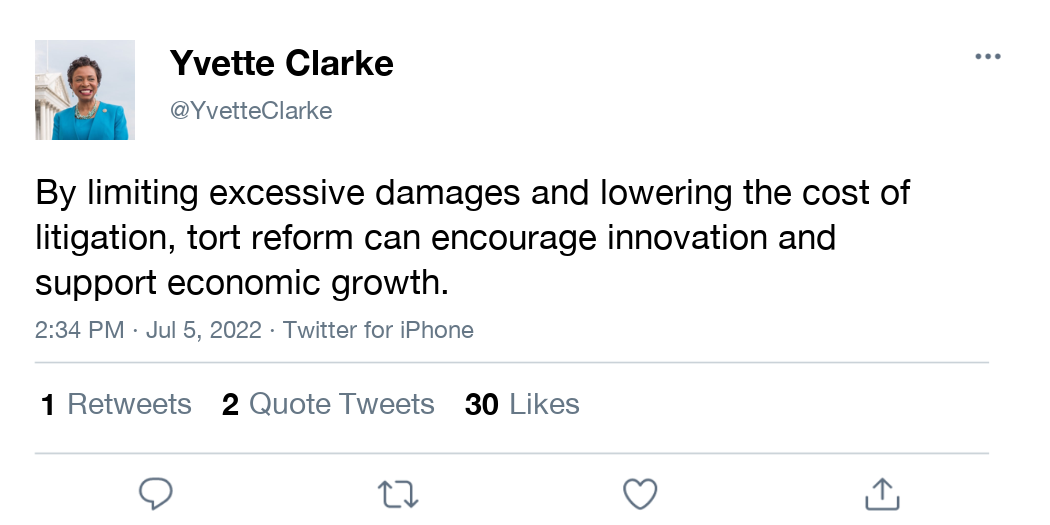 Yvette Clarke
@YvetteClarke
By limiting excessive damages and lowering the cost of
litigation, tort reform can encourage innovation and
support economic growth.
2:34 PM · Jul 5, 2022 · Twitter for iPhone
1 Retweets 2 Quote Tweets 30 Likes